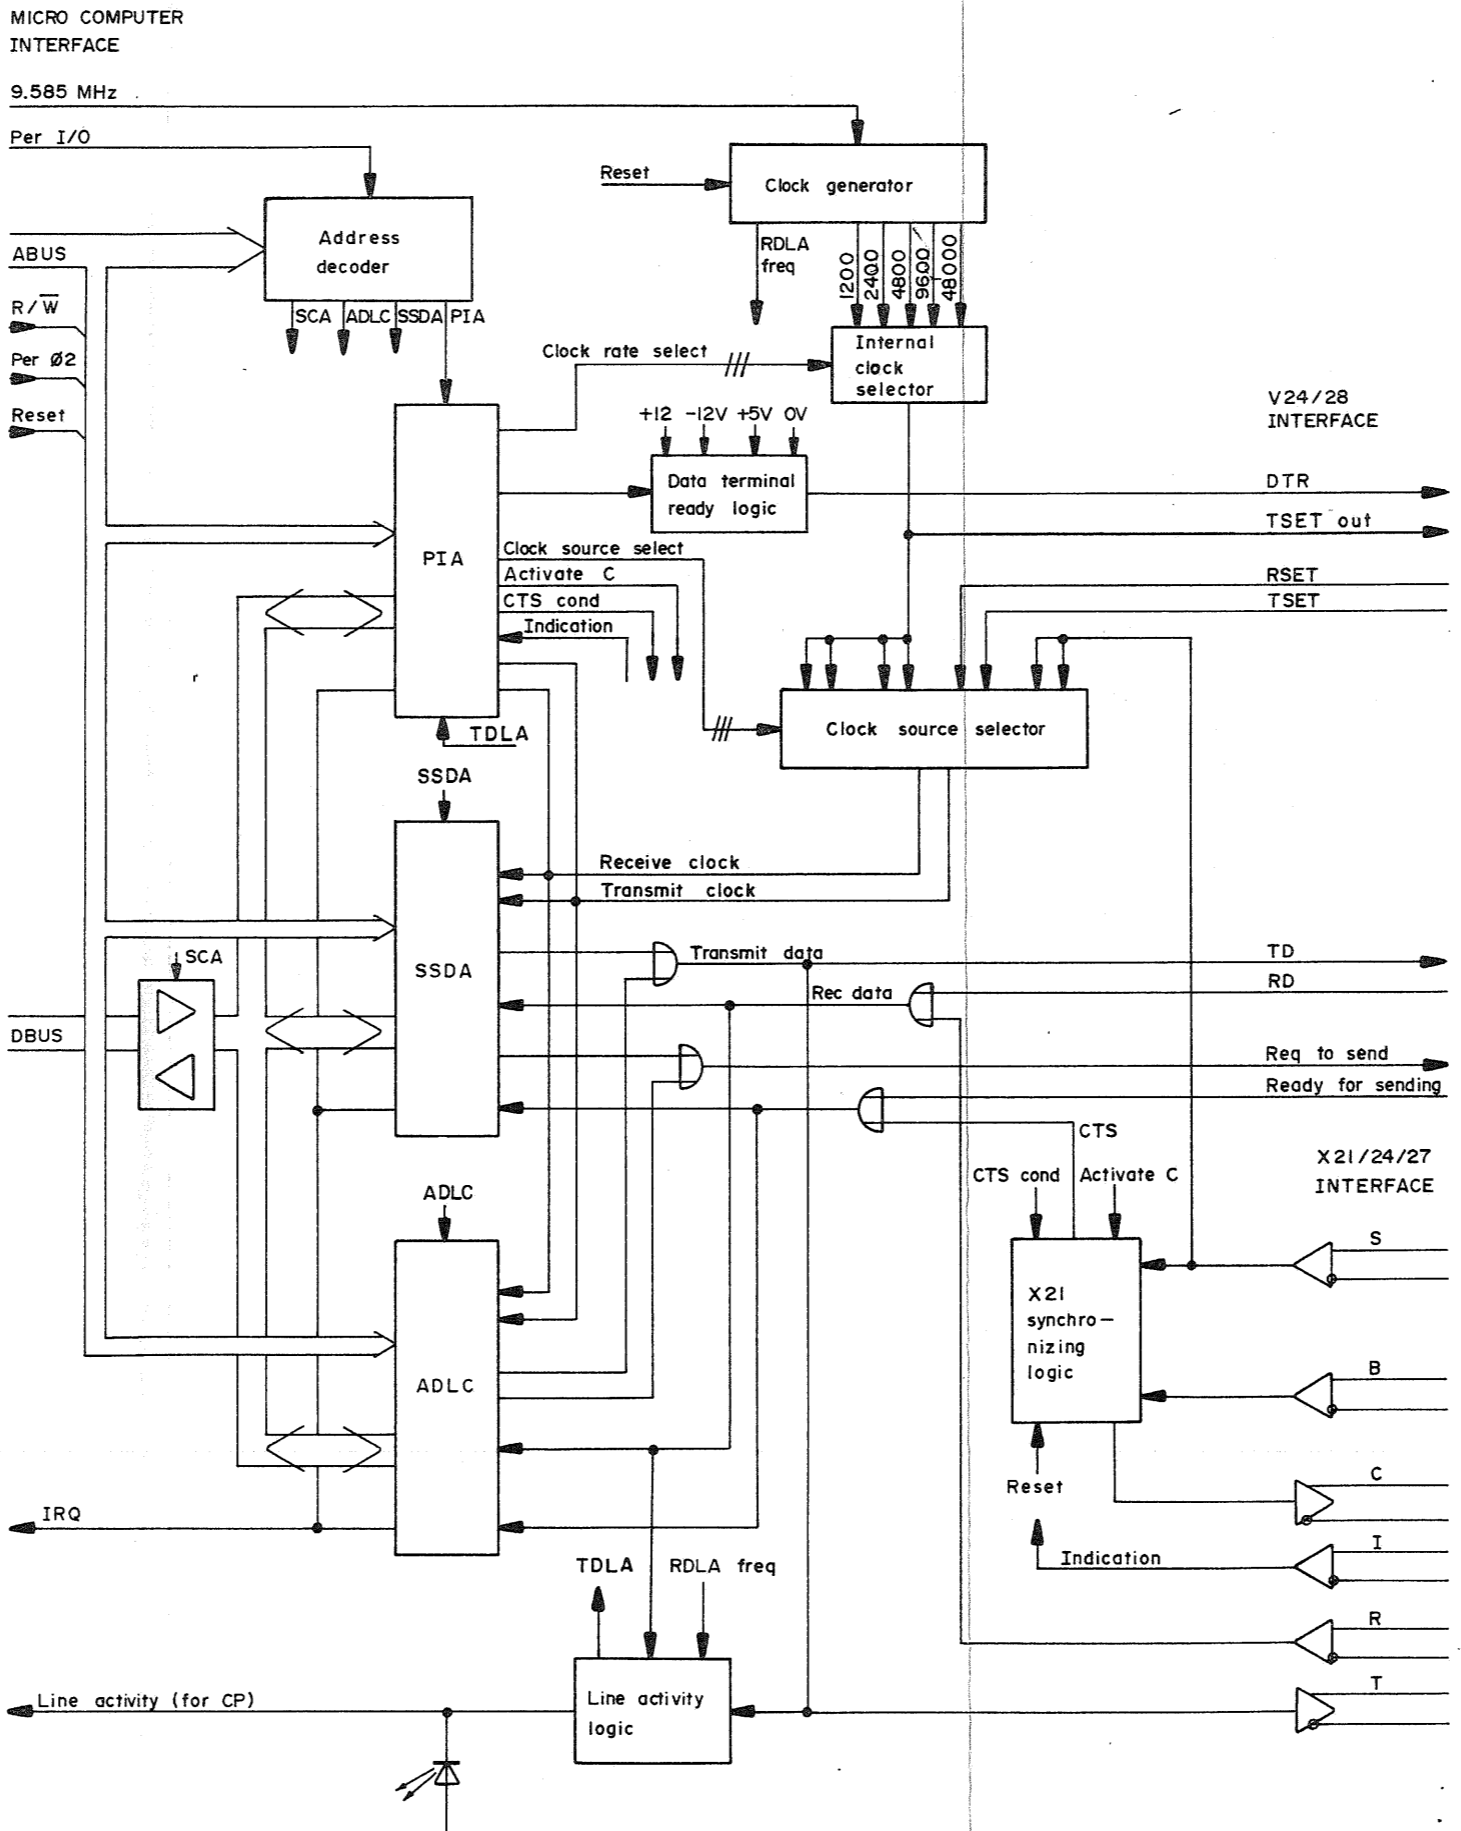 MICRO COMPUTER
INTERFACE
9.585 MHz
Per I/O
Reset
Clock generator
Address
decoder
ABUS
RDLA
freq
1200
2400
4800
9600
48000
R/W̅
SCA
ADLC
SSDA
PIA
Per Ø2
Clock rate select
Internal
clock
selector
Reset
+12 -12V +5V 0V
V24/28
INTERFACE
Data terminal
ready logic
DTR
TSET out
PIA
Clock source select
Activate C
CTS cond
Indication
RSET
TSET
TDLA
Clock source selector
SSDA
Receive clock
Transmit clock
SCA
SSDA
Transmit data
TD
Rec data
RD
DBUS
Req to send
Ready for sending
CTS
X21/24/27
INTERFACE
CTS cond
Activate C
ADLC
S
X21
synchro-
nizing
logic
B
ADLC
C
Reset
IRQ
I
Indication
TDLA
RDLA freq
R
T
Line activity (for CP)
Line activity
logic